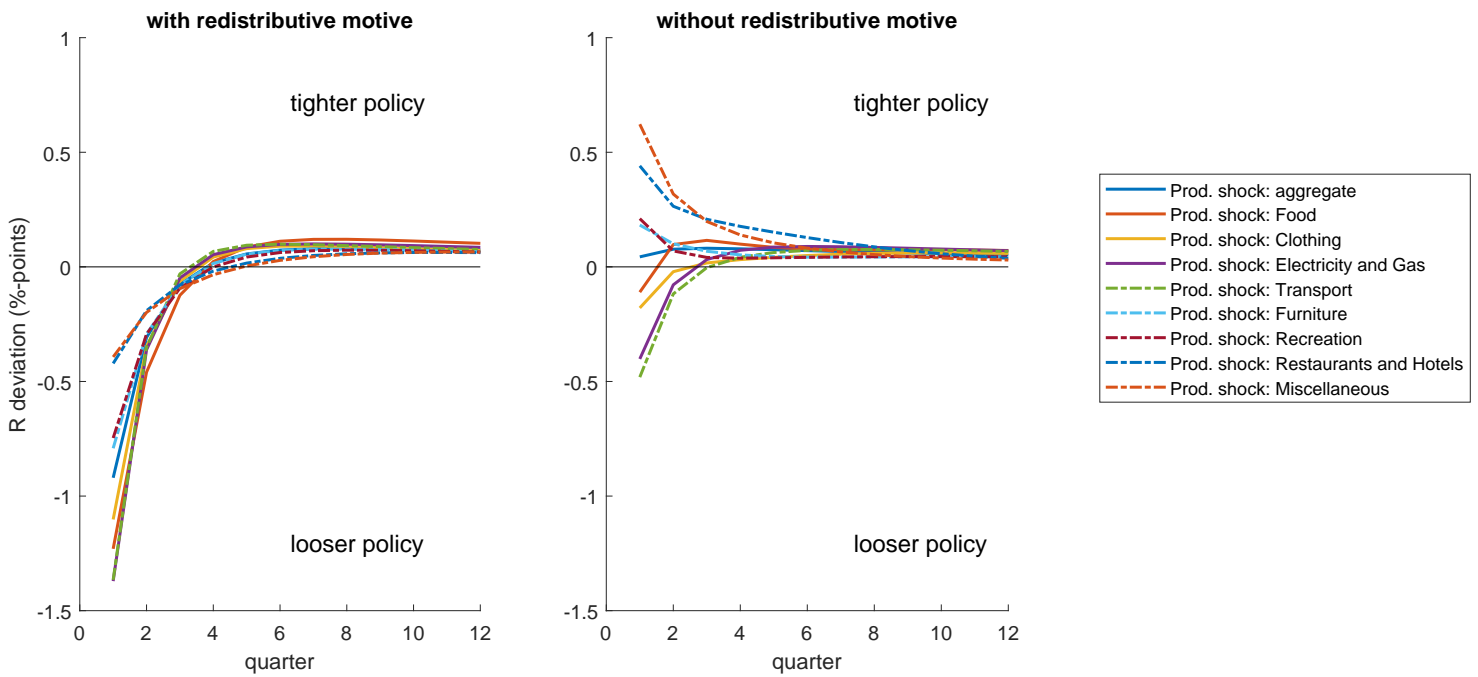 with redistributive motive
without redistributive motive
R deviation (%-points)
1
0.5
0
-0.5
-1
-1.5
tighter policy
looser policy
0 2 4 6 8 10 12
quarter
1
0.5
0
-0.5
-1
-1.5
tighter policy
looser policy
0 2 4 6 8 10 12
quarter
Prod. shock: aggregate
Prod. shock: Food
Prod. shock: Clothing
Prod. shock: Electricity and Gas
Prod. shock: Transport
Prod. shock: Furniture
Prod. shock: Recreation
Prod. shock: Restaurants and Hotels
Prod. shock: Miscellaneous